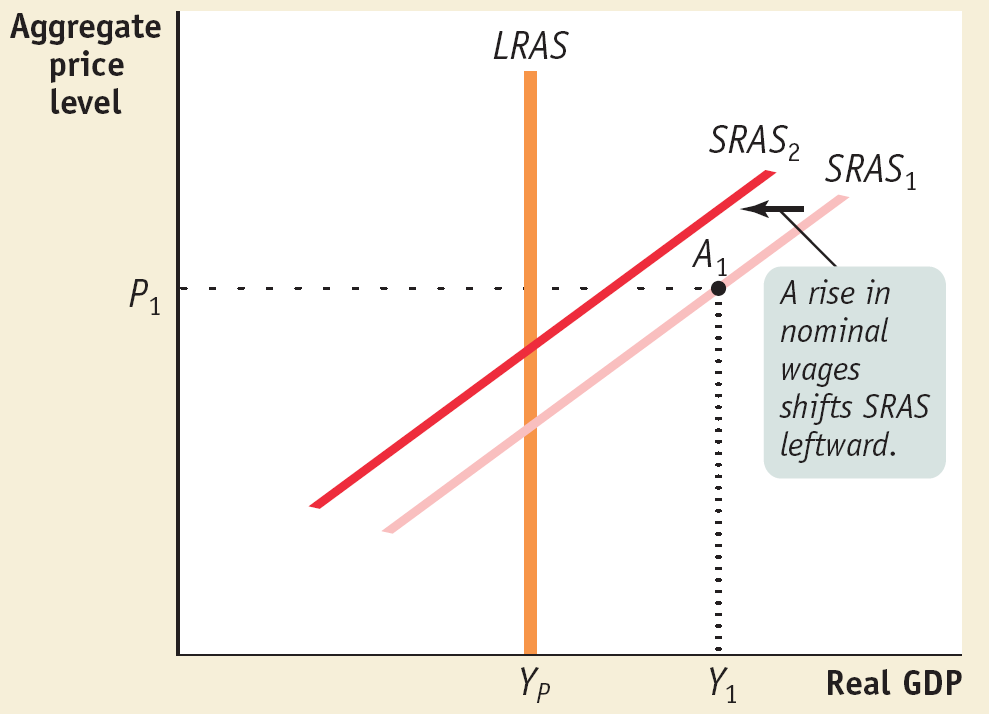 Aggregate
price
level
LRAS
SRAS₂
SRAS₁
A₁
P₁
A rise in
nominal
wages
shifts SRAS
leftward.
Yₚ
Y₁
Real GDP